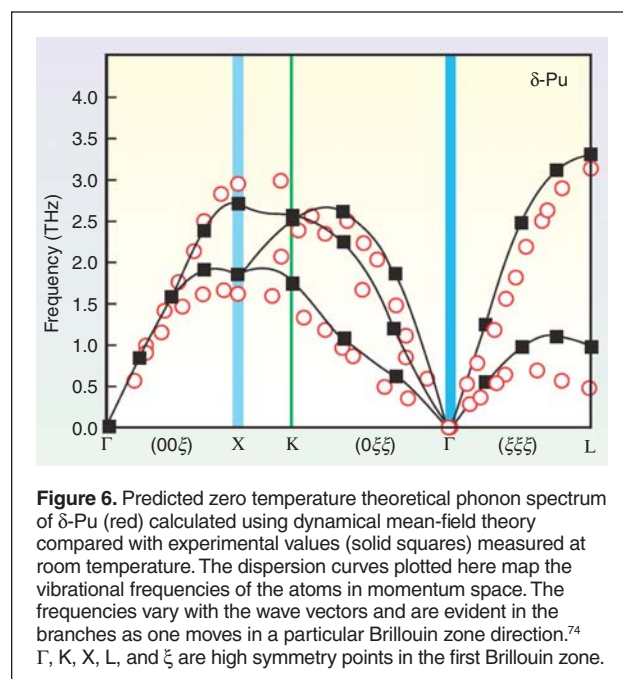 δ-Pu
4.0
3.5
3.0
2.5
2.0
1.5
1.0
0.5
0.0
Frequency (THz)
Γ (00ξ) X K (0ξξ) Γ (ξξξ) L
Figure 6. Predicted zero temperature theoretical phonon spectrum
of δ-Pu (red) calculated using dynamical mean-field theory
compared with experimental values (solid squares) measured at
room temperature. The dispersion curves plotted here map the
vibrational frequencies of the atoms in momentum space. The
frequencies vary with the wave vectors and are evident in the
branches as one moves in a particular Brillouin zone direction.⁷⁴
Γ, K, X, L, and ξ are high symmetry points in the first Brillouin zone.